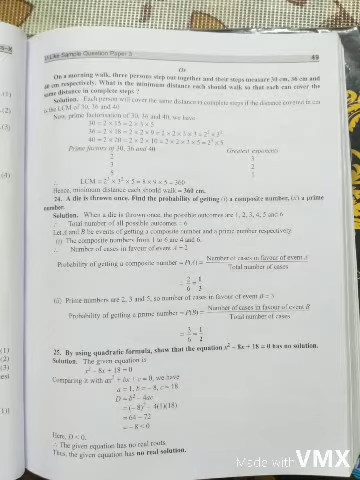 U-Like Sample Question Paper 3
49
Or
On a morning walk, three persons step out together and their steps measure 30 cm, 36 cm and
40 cm respectively. What is the minimum distance each should walk so that each can cover the
same distance in complete steps ?
Solution. Each person will cover the same distance in complete steps if the distance covered in cm
is the LCM of 30, 36 and 40.
Now, prime factorisation of 30, 36 and 40, we have
30 = 2 × 15 = 2 × 3 × 5
36 = 2 × 18 = 2 × 2 × 9 = 2 × 2 × 3 × 3 = 2² × 3²
40 = 2 × 20 = 2 × 2 × 10 = 2 × 2 × 2 × 5 = 2³ × 5
Prime factors of 30, 36 and 40 Greatest exponents
2 3
3 2
5 1
∴ LCM = 2³ × 3² × 5 = 8 × 9 × 5 = 360
Hence, minimum distance each should walk = 360 cm.
24. A die is thrown once. Find the probability of getting (i) a composite number, (ii) a prime
number.
Solution. When a die is thrown once, the possible outcomes are 1, 2, 3, 4, 5 and 6
∴ Total number of all possible outcomes = 6
Let A and B be events of getting a composite number and a prime number respectively.
(i) The composite numbers from 1 to 6 are 4 and 6.
∴ Number of cases in favour of event A = 2
Probability of getting a composite number = P(A) = Number of cases in favour of event A / Total number of cases
= 2/6 = 1/3
(ii) Prime numbers are 2, 3 and 5, so number of cases in favour of event B = 3
Probability of getting a prime number = P(B) = Number of cases in favour of event B / Total number of cases
= 3/6 = 1/2
25. By using quadratic formula, show that the equation x² – 8x + 18 = 0 has no solution.
Solution. The given equation is
x² – 8x + 18 = 0
Comparing it with ax² + bx + c = 0, we have
a = 1, b = –8, c = 18
D = b² – 4ac
= (–8)² – 4(1)(18)
= 64 – 72
= –8 < 0
Here, D < 0,
∴ The given equation has no real roots.
Thus, the given equation has no real solution.
Made with VMX